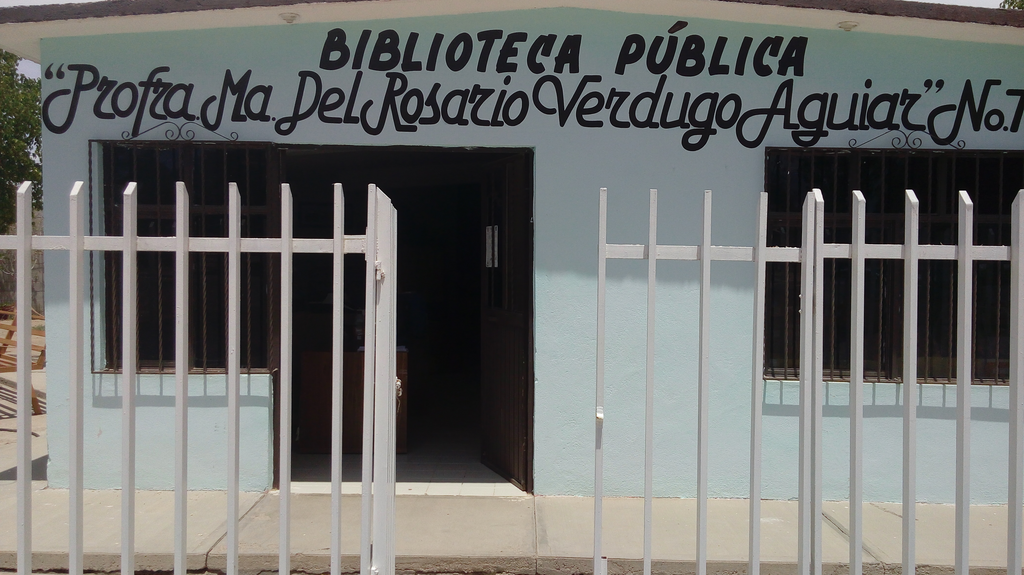 BIBLIOTECA PÚBLICA
"Profra. Ma. Del Rosario Verdugo Aguiar" No.